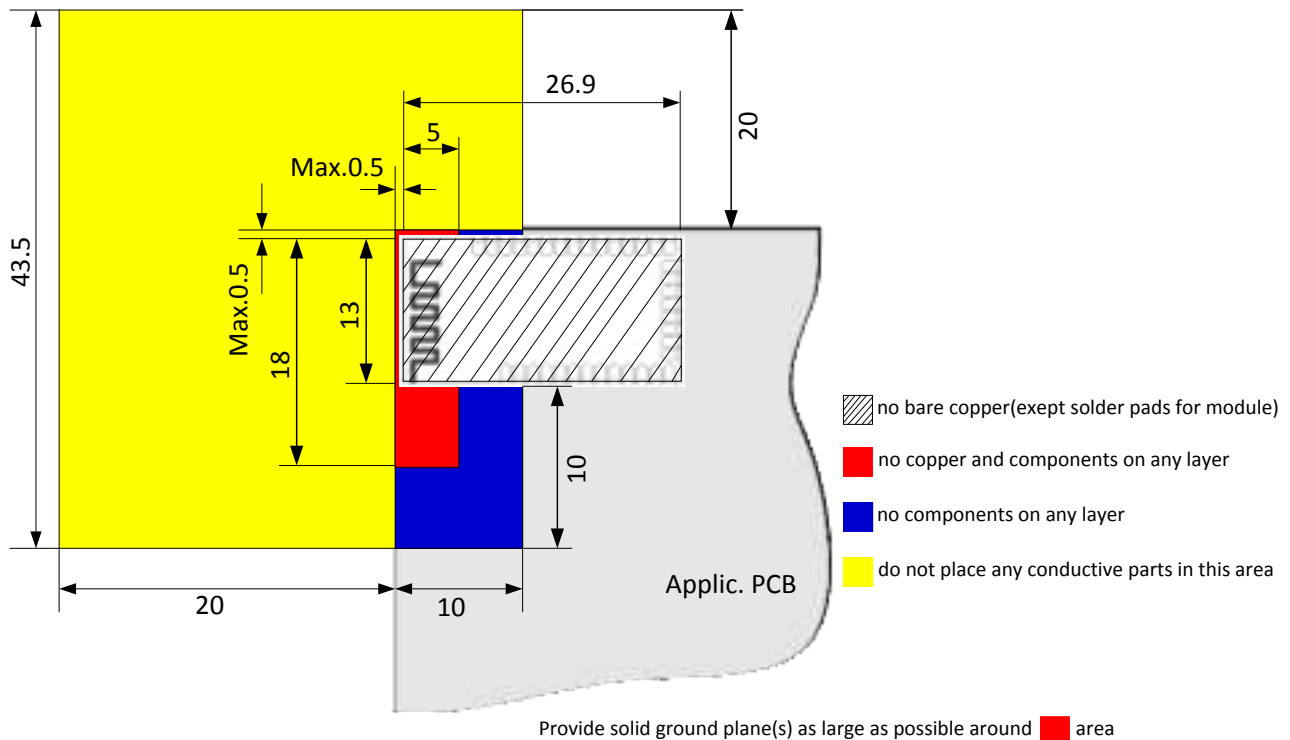 26.9
5
20
Max.0.5
43.5
Max.0.5
13
18
10
no bare copper(exept solder pads for module)
no copper and components on any layer
no components on any layer
do not place any conductive parts in this area
Applic. PCB
20
10
Provide solid ground plane(s) as large as possible around area